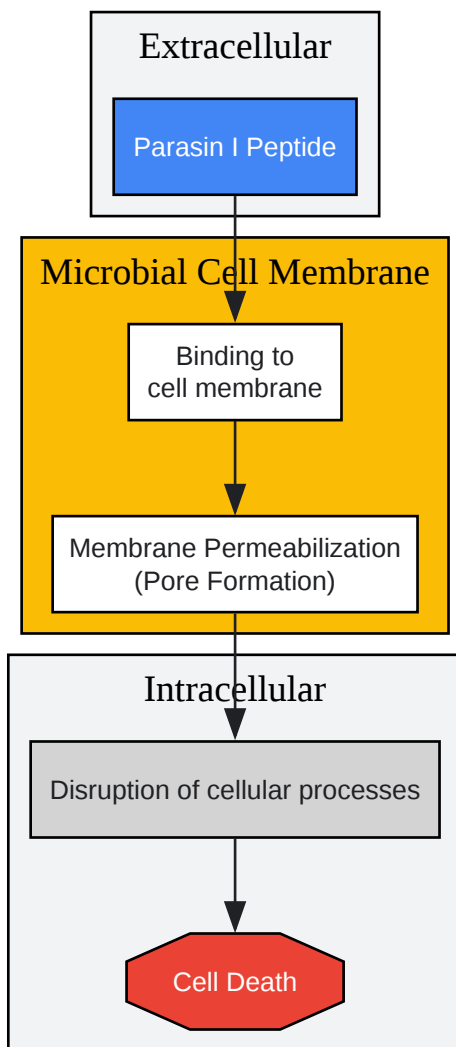 Extracellular
Parasin I Peptide
Microbial Cell Membrane
Binding to
cell membrane
Membrane Permeabilization
(Pore Formation)
Intracellular
Disruption of cellular processes
Cell Death